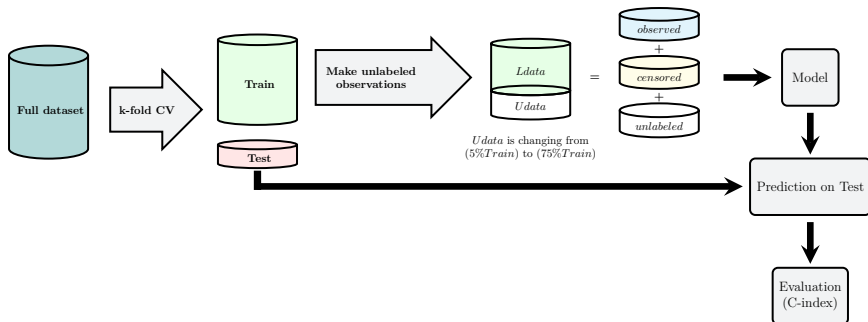 Full dataset
k-fold CV
Train
Test
Make unlabeled
observations
Ldata
Udata
Udata is changing from
(5%Train) to (75%Train)
=
observed
+
censored
+
unlabeled
Model
Prediction on Test
Evaluation
(C-index)